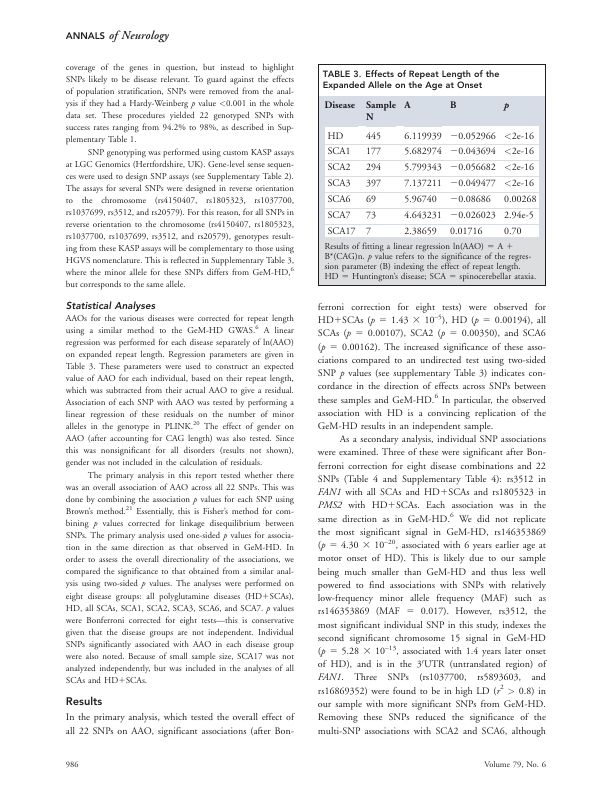 ANNALS of Neurology
coverage of the genes in question, but instead to highlight
SNPs likely to be disease relevant. To guard against the effects
of population stratification, SNPs were removed from the anal-
ysis if they had a Hardy-Weinberg p value <0.001 in the whole
data set. These procedures yielded 22 genotyped SNPs with
success rates ranging from 94.2% to 98%, as described in Sup-
plementary Table 1.
SNP genotyping was performed using custom KASP assays
at LGC Genomics (Hertfordshire, UK). Gene-level sense sequen-
ces were used to design SNP assays (see Supplementary Table 2).
The assays for several SNPs were designed in reverse orientation
to the chromosome (rs4150407, rs1805323, rs1037700,
rs1037699, rs3512, and rs20579). For this reason, for all SNPs in
reverse orientation to the chromosome (rs4150407, rs1805323,
rs1037700, rs1037699, rs3512, and rs20579), genotypes result-
ing from these KASP assays will be complementary to those using
HGVS nomenclature. This is reflected in Supplementary Table 3,
where the minor allele for these SNPs differs from GeM-HD,6
but corresponds to the same allele.
Statistical Analyses
AAOs for the various diseases were corrected for repeat length
using a similar method to the GeM-HD GWAS.6 A linear
regression was performed for each disease separately of ln(AAO)
on expanded repeat length. Regression parameters are given in
Table 3. These parameters were used to construct an expected
value of AAO for each individual, based on their repeat length,
which was subtracted from their actual AAO to give a residual.
Association of each SNP with AAO was tested by performing a
linear regression of these residuals on the number of minor
alleles in the genotype in PLINK.20 The effect of gender on
AAO (after accounting for CAG length) was also tested. Since
this was nonsignificant for all disorders (results not shown),
gender was not included in the calculation of residuals.
The primary analysis in this report tested whether there
was an overall association of AAO across all 22 SNPs. This was
done by combining the association p values for each SNP using
Brown's method.21 Essentially, this is Fisher's method for com-
bining p values corrected for linkage disequilibrium between
SNPs. The primary analysis used one-sided p values for associa-
tion in the same direction as that observed in GeM-HD. In
order to assess the overall directionality of the associations, we
compared the significance to that obtained from a similar anal-
ysis using two-sided p values. The analyses were performed on
eight disease groups: all polyglutamine diseases (HD+SCAs),
HD, all SCAs, SCA1, SCA2, SCA3, SCA6, and SCA7. p values
were Bonferroni corrected for eight tests—this is conservative
given that the disease groups are not independent. Individual
SNPs significantly associated with AAO in each disease group
were also noted. Because of small sample size, SCA17 was not
analyzed independently, but was included in the analyses of all
SCAs and HD+SCAs.
Results
In the primary analysis, which tested the overall effect of
all 22 SNPs on AAO, significant associations (after Bon-
TABLE 3. Effects of Repeat Length of the
Expanded Allele on the Age at Onset
Disease Sample N A B p
HD 445 6.119939 −0.052966 <2e-16
SCA1 177 5.682974 −0.043694 <2e-16
SCA2 294 5.799343 −0.056682 <2e-16
SCA3 397 7.137211 −0.049477 <2e-16
SCA6 69 5.96740 −0.08686 0.00268
SCA7 73 4.643231 −0.026023 2.94e-5
SCA17 7 2.38659 0.01716 0.70
Results of fitting a linear regression ln(AAO) = A +
B*(CAG)n. p value refers to the significance of the regres-
sion parameter (B) indexing the effect of repeat length.
HD = Huntington's disease; SCA = spinocerebellar ataxia.
ferroni correction for eight tests) were observed for
HD+SCAs (p = 1.43 × 10−5), HD (p = 0.00194), all
SCAs (p = 0.00107), SCA2 (p = 0.00350), and SCA6
(p = 0.00162). The increased significance of these asso-
ciations compared to an undirected test using two-sided
SNP p values (see supplementary Table 3) indicates con-
cordance in the direction of effects across SNPs between
these samples and GeM-HD.6 In particular, the observed
association with HD is a convincing replication of the
GeM-HD results in an independent sample.
As a secondary analysis, individual SNP associations
were examined. Three of these were significant after Bon-
ferroni correction for eight disease combinations and 22
SNPs (Table 4 and Supplementary Table 4): rs3512 in
FAN1 with all SCAs and HD+SCAs and rs1805323 in
PMS2 with HD+SCAs. Each association was in the
same direction as in GeM-HD.6 We did not replicate
the most significant signal in GeM-HD, rs146353869
(p = 4.30 × 10−20, associated with 6 years earlier age at
motor onset of HD). This is likely due to our sample
being much smaller than GeM-HD and thus less well
powered to find associations with SNPs with relatively
low-frequency minor allele frequency (MAF) such as
rs146353869 (MAF = 0.017). However, rs3512, the
most significant individual SNP in this study, indexes the
second significant chromosome 15 signal in GeM-HD
(p = 5.28 × 10−13, associated with 1.4 years later onset
of HD), and is in the 3′UTR (untranslated region) of
FAN1. Three SNPs (rs1037700, rs5893603, and
rs16869352) were found to be in high LD (r2 > 0.8) in
our sample with more significant SNPs from GeM-HD.
Removing these SNPs reduced the significance of the
multi-SNP associations with SCA2 and SCA6, although
986
Volume 79, No. 6